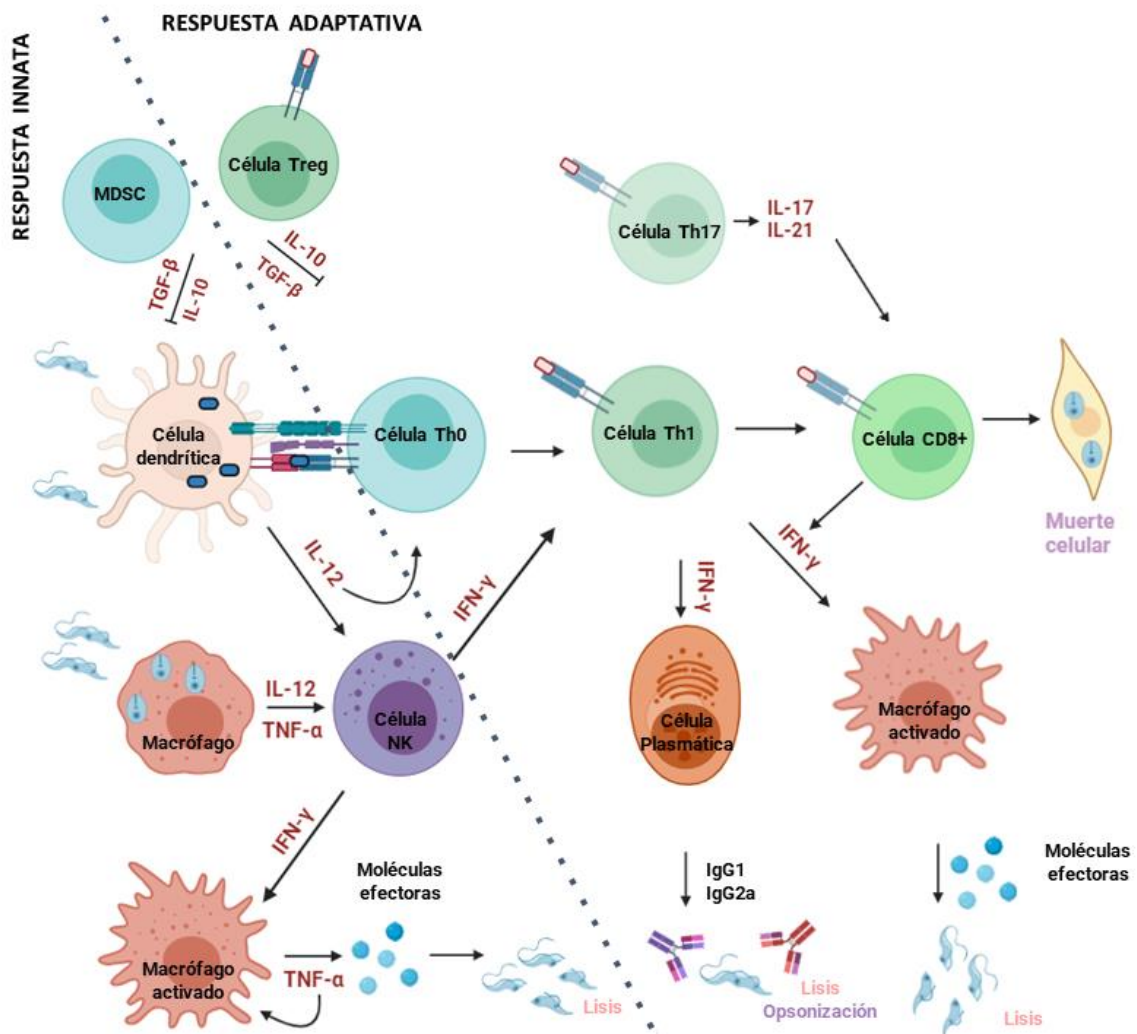 RESPUESTA ADAPTATIVA
RESPUESTA INNATA
MDSC
Célula Treg
TGF-β
IL-10
IL-10
TGF-β
Célula Th17
IL-17
IL-21
Célula
dendrítica
Célula Th0
Célula Th1
Célula CD8+
Muerte
celular
IL-12
IFN-γ
IFN-γ
IFN-γ
Macrófago
IL-12
TNF-α
Célula
NK
Célula
Plasmática
Macrófago
activado
IFN-γ
Moléculas
efectoras
Macrófago
activado
TNF-α
Lisis
IgG1
IgG2a
Lisis
Opsonización
Moléculas
efectoras
Lisis